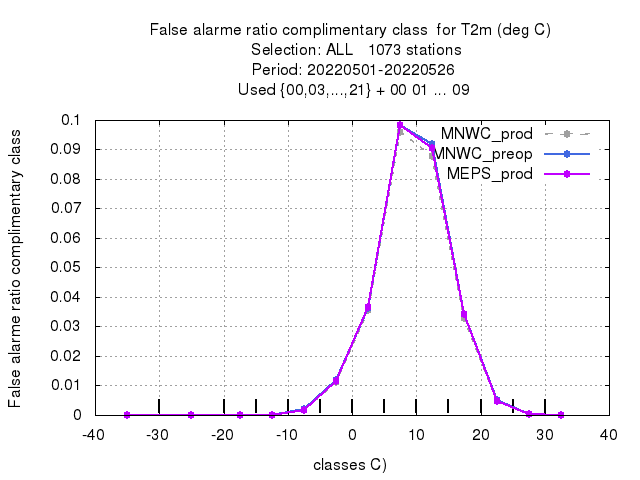 False alarme ratio complimentary class  for T2m (deg C)
Selection: ALL   1073 stations
Period: 20220501-20220526
Used {00,03,...,21} + 00 01 ... 09
False alarme ratio complimentary class
0.1
0.09
0.08
0.07
0.06
0.05
0.04
0.03
0.02
0.01
0
MNWC_prod
MNWC_preop
MEPS_prod
-40 -30 -20 -10 0 10 20 30 40
classes C)